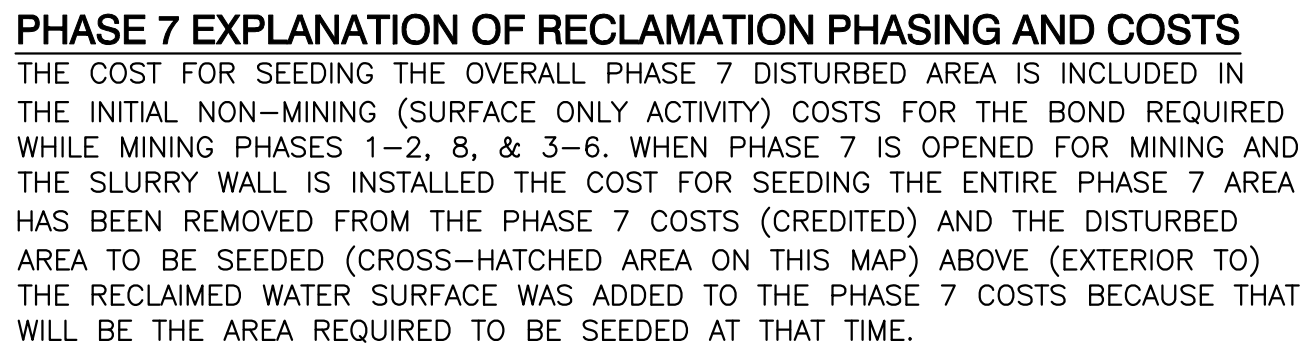 PHASE 7 EXPLANATION OF RECLAMATION PHASING AND COSTS
THE COST FOR SEEDING THE OVERALL PHASE 7 DISTURBED AREA IS INCLUDED IN
THE INITIAL NON-MINING (SURFACE ONLY ACTIVITY) COSTS FOR THE BOND REQUIRED
WHILE MINING PHASES 1-2, 8, & 3-6. WHEN PHASE 7 IS OPENED FOR MINING AND
THE SLURRY WALL IS INSTALLED THE COST FOR SEEDING THE ENTIRE PHASE 7 AREA
HAS BEEN REMOVED FROM THE PHASE 7 COSTS (CREDITED) AND THE DISTURBED
AREA TO BE SEEDED (CROSS-HATCHED AREA ON THIS MAP) ABOVE (EXTERIOR TO)
THE RECLAIMED WATER SURFACE WAS ADDED TO THE PHASE 7 COSTS BECAUSE THAT
WILL BE THE AREA REQUIRED TO BE SEEDED AT THAT TIME.